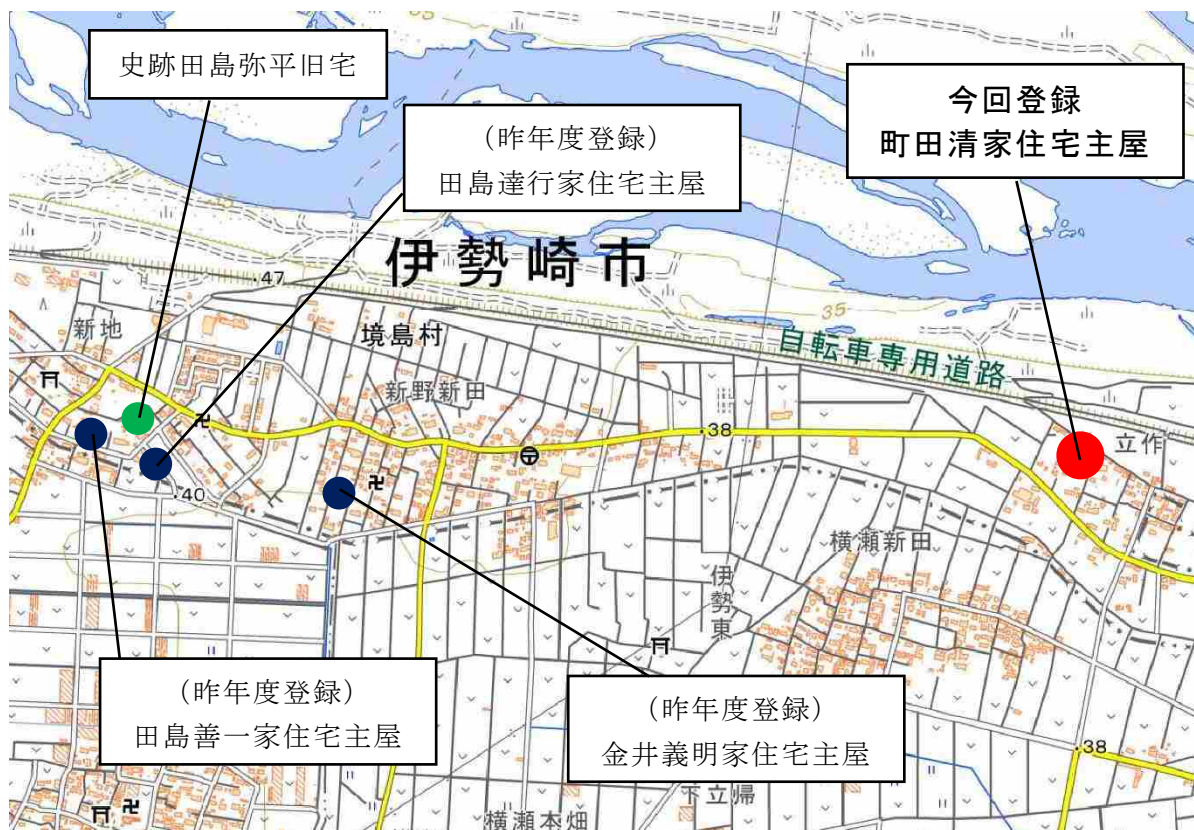 史跡田島弥平旧宅
（昨年度登録）
田島達行家住宅主屋
今回登録
町田清家住宅主屋
伊勢崎市
47
35
新地
境島村
自転車専用道路
新野新田
38
立作
40
横瀬新田
伊勢東
（昨年度登録）
田島善一家住宅主屋
（昨年度登録）
金井義明家住宅主屋
38
下立帰
横瀬本畑